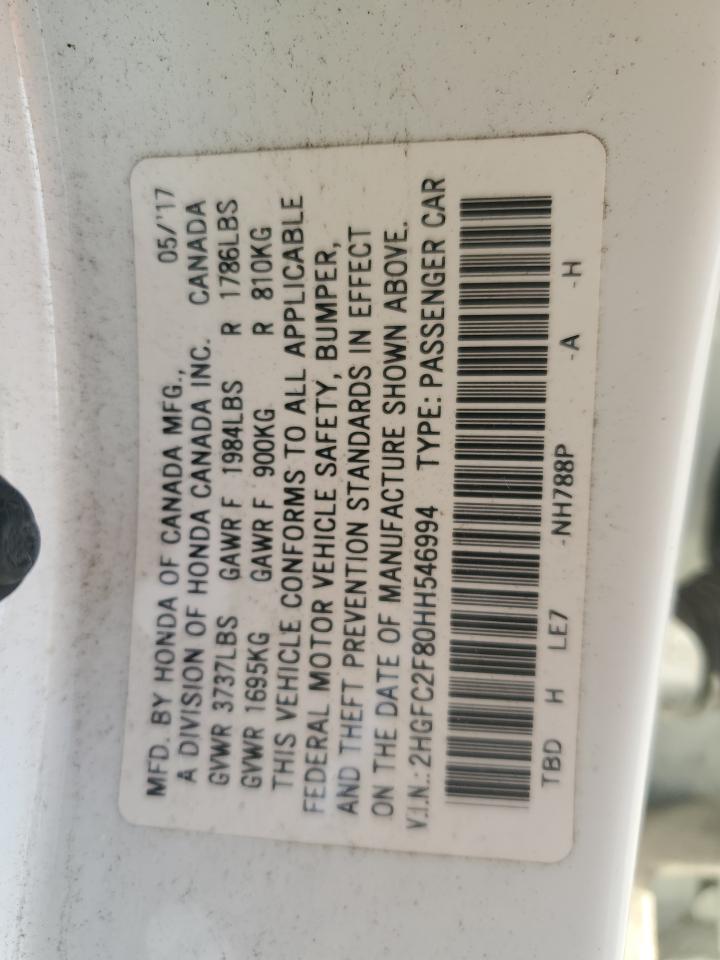 MFD. BY HONDA OF CANADA MFG., 05/'17
A DIVISION OF HONDA CANADA INC. CANADA
GVWR 3737LBS GAWR F 1984LBS R 1786LBS
GVWR 1695KG GAWR F 900KG R 810KG
THIS VEHICLE CONFORMS TO ALL APPLICABLE
FEDERAL MOTOR VEHICLE SAFETY, BUMPER,
AND THEFT PREVENTION STANDARDS IN EFFECT
ON THE DATE OF MANUFACTURE SHOWN ABOVE.
V.I.N.: 2HGFC2F80HH546994 TYPE: PASSENGER CAR
TBD H LE7 -NH788P -A -H